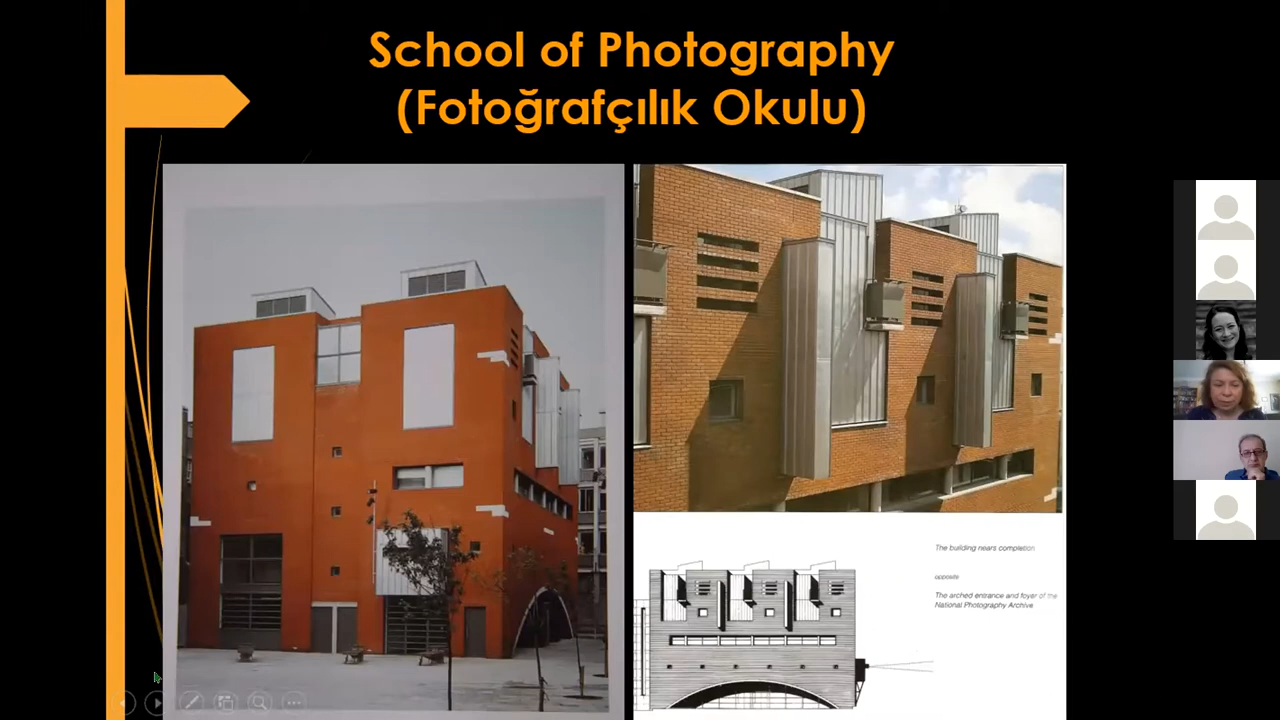 School of Photography
(Fotoğrafçılık Okulu)
The building nears completion
opposite
The arched entrance and foyer of the
National Photography Archive